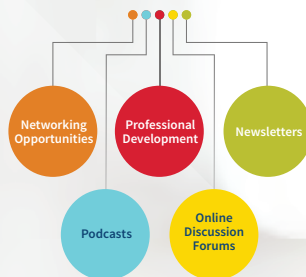 Networking
Opportunities
Professional
Development
Newsletters
Podcasts
Online
Discussion
Forums